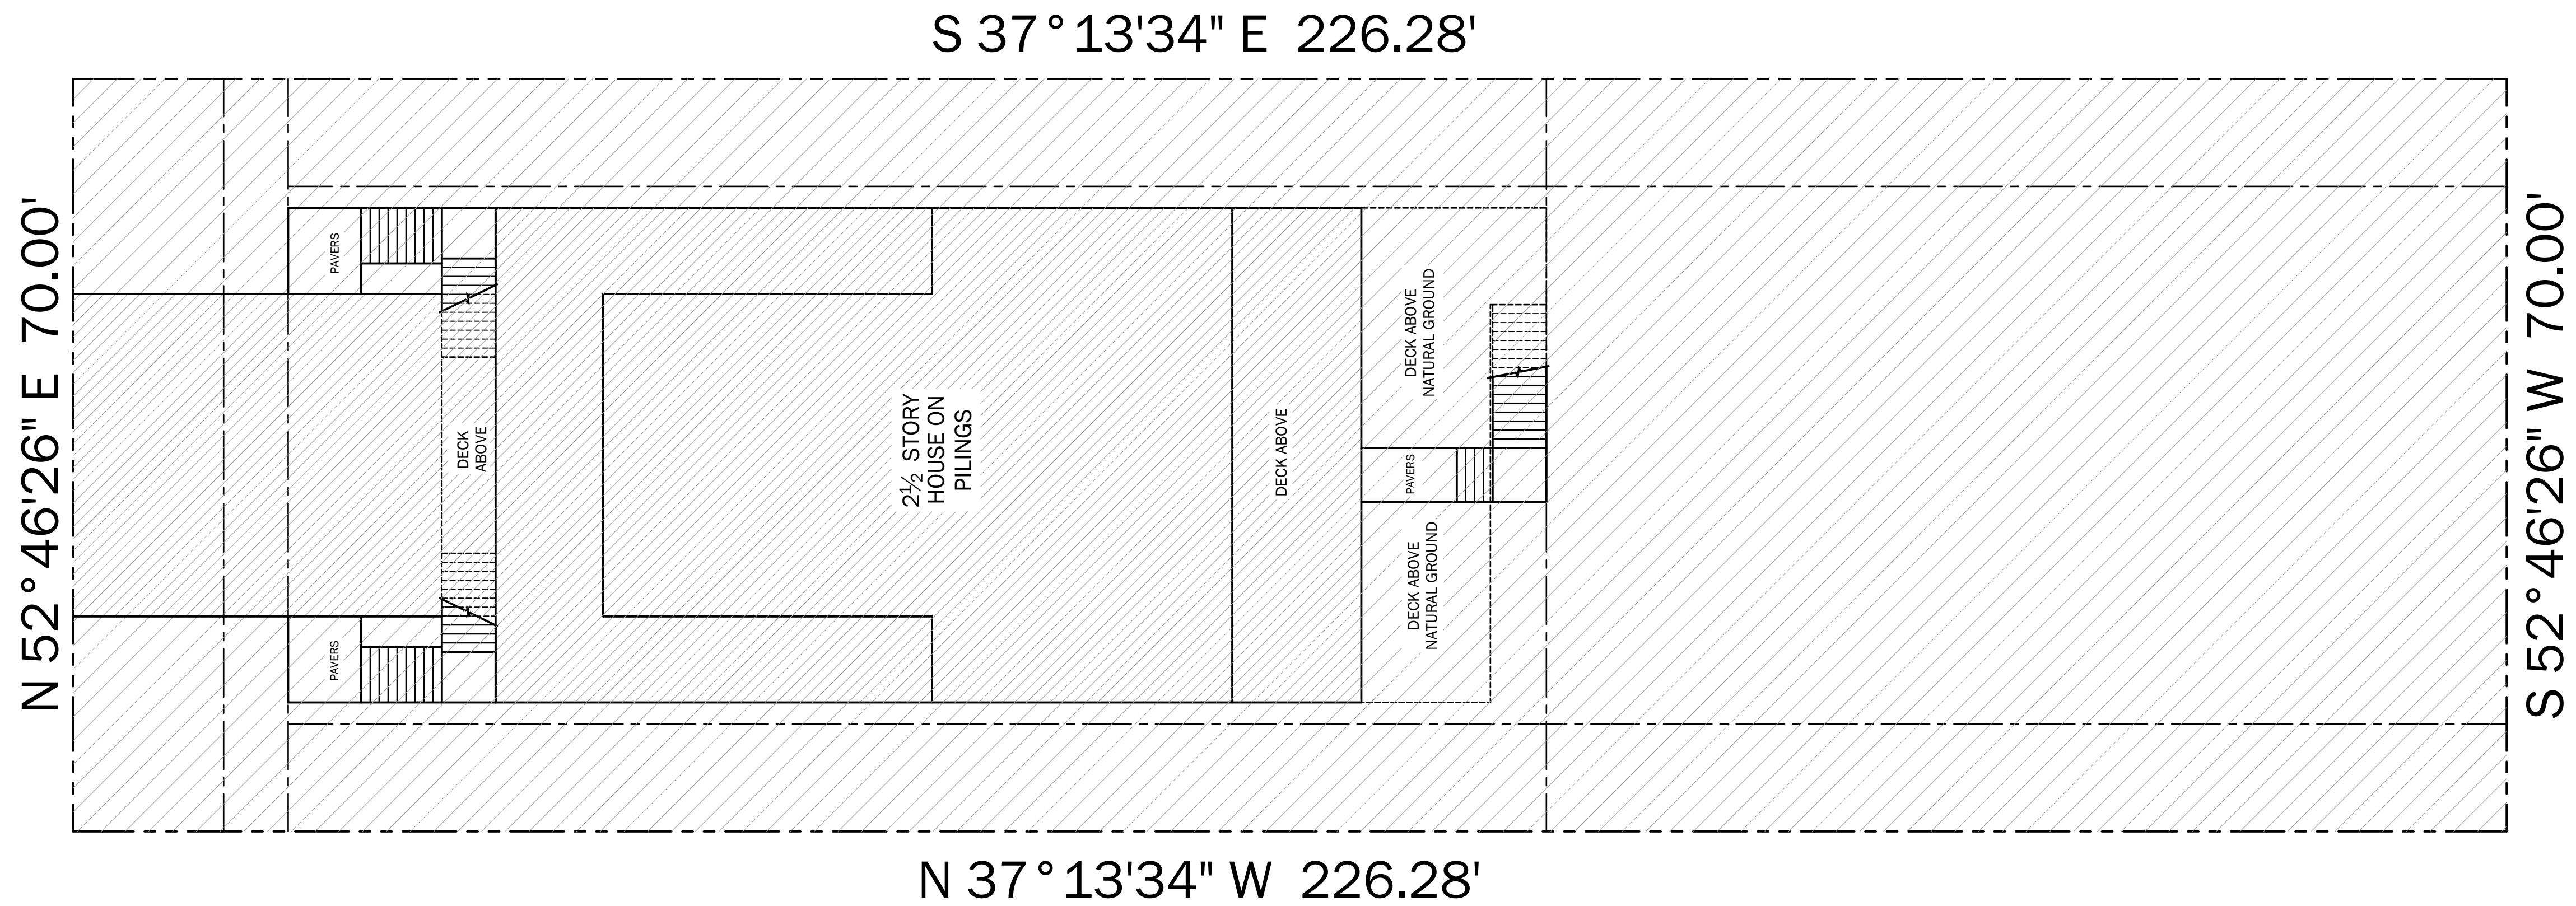 S 37°13'34" E 226.28'
N 52°46'26" E 70.00'
PAVERS
PAVERS
DECK
ABOVE
2½ STORY
HOUSE ON
PILINGS
DECK ABOVE
DECK ABOVE
NATURAL GROUND
PAVERS
DECK ABOVE
NATURAL GROUND
S 52°46'26" W 70.00'
N 37°13'34" W 226.28'